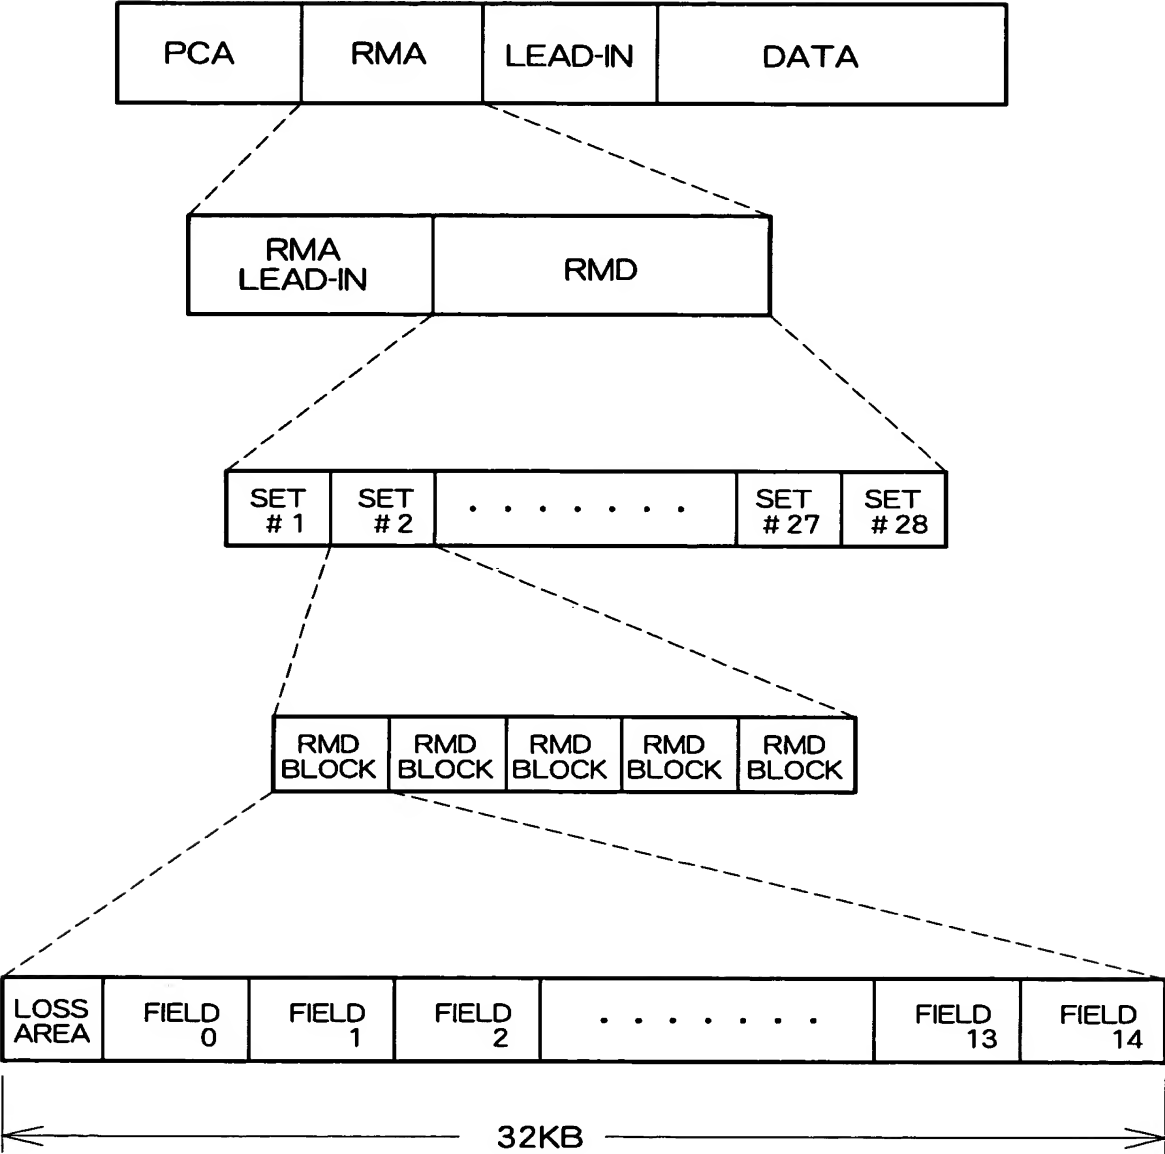 PCA RMA LEAD-IN DATA
RMA
LEAD-IN
RMD
SET
# 1
SET
# 2
SET
# 27
SET
# 28
RMD
BLOCK
RMD
BLOCK
RMD
BLOCK
RMD
BLOCK
RMD
BLOCK
LOSS
AREA
FIELD
0
FIELD
1
FIELD
2
FIELD
13
FIELD
14
32KB